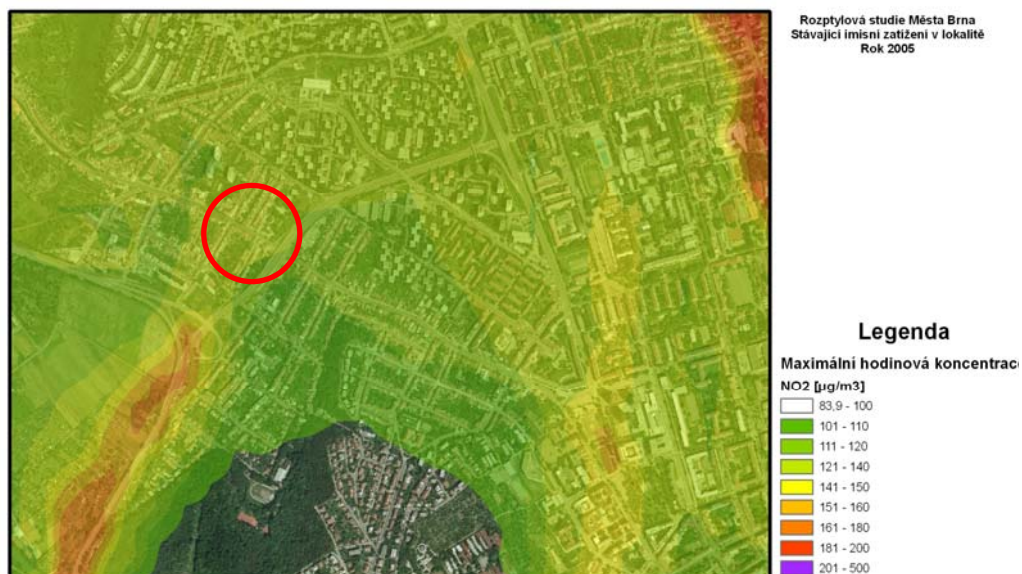 Rozptylová studie Města Brna
Stávající imisní zatížení v lokalitě
Rok 2005
Legenda
Maximální hodinová koncentrace
NO2 [µg/m3]
83,9 - 100
101 - 110
111 - 120
121 - 140
141 - 150
151 - 160
161 - 180
181 - 200
201 - 500